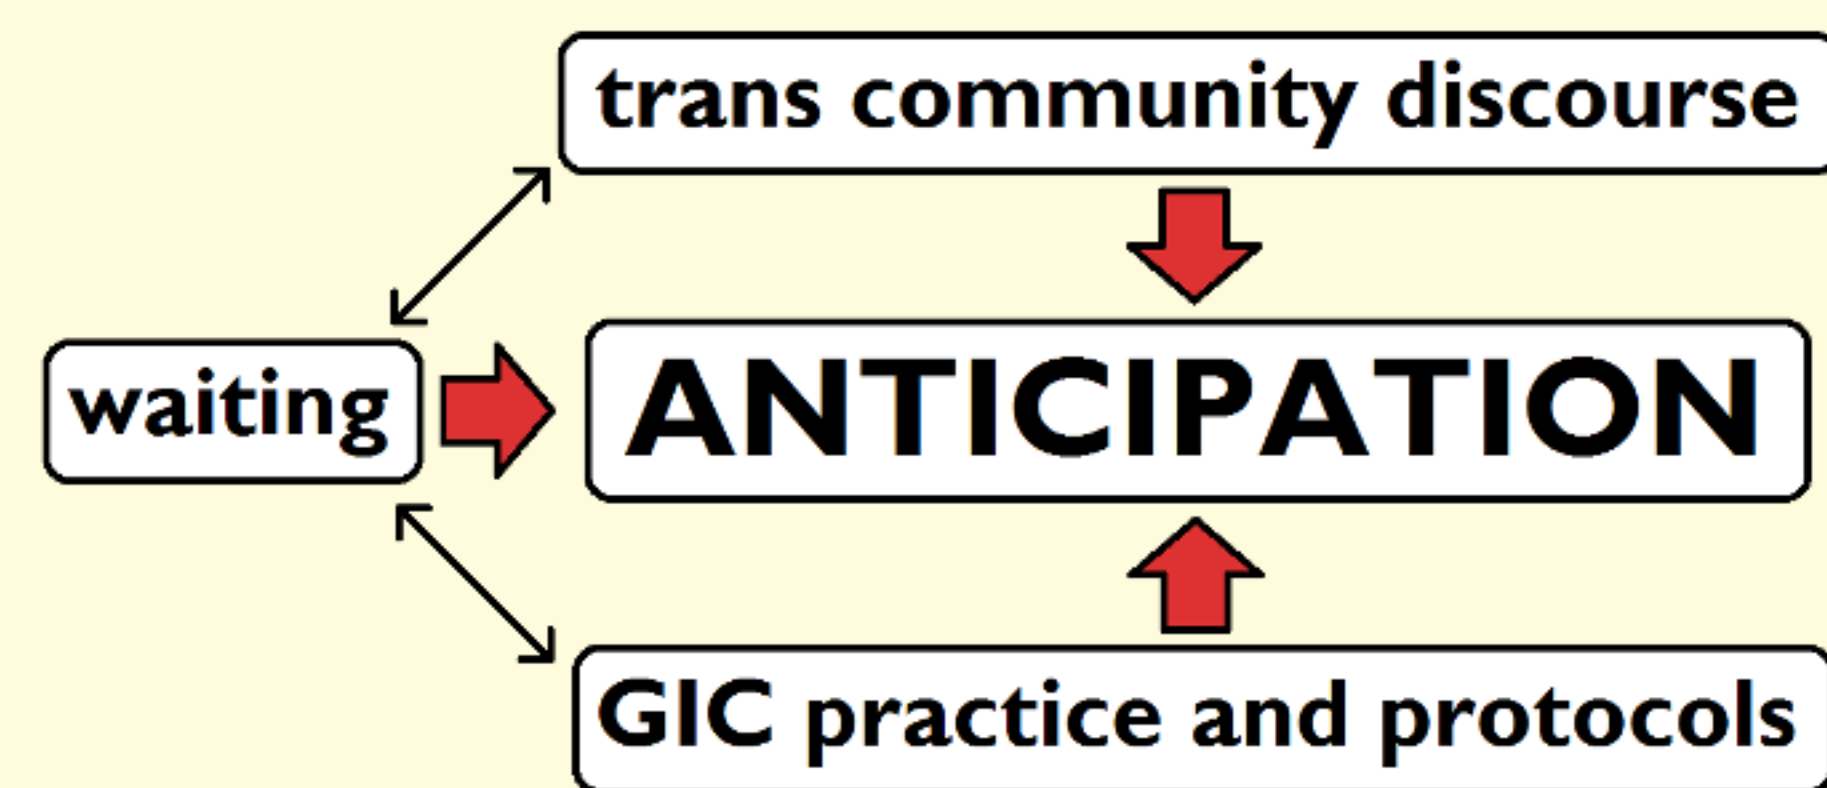 trans community discourse
waiting
ANTICIPATION
GIC practice and protocols